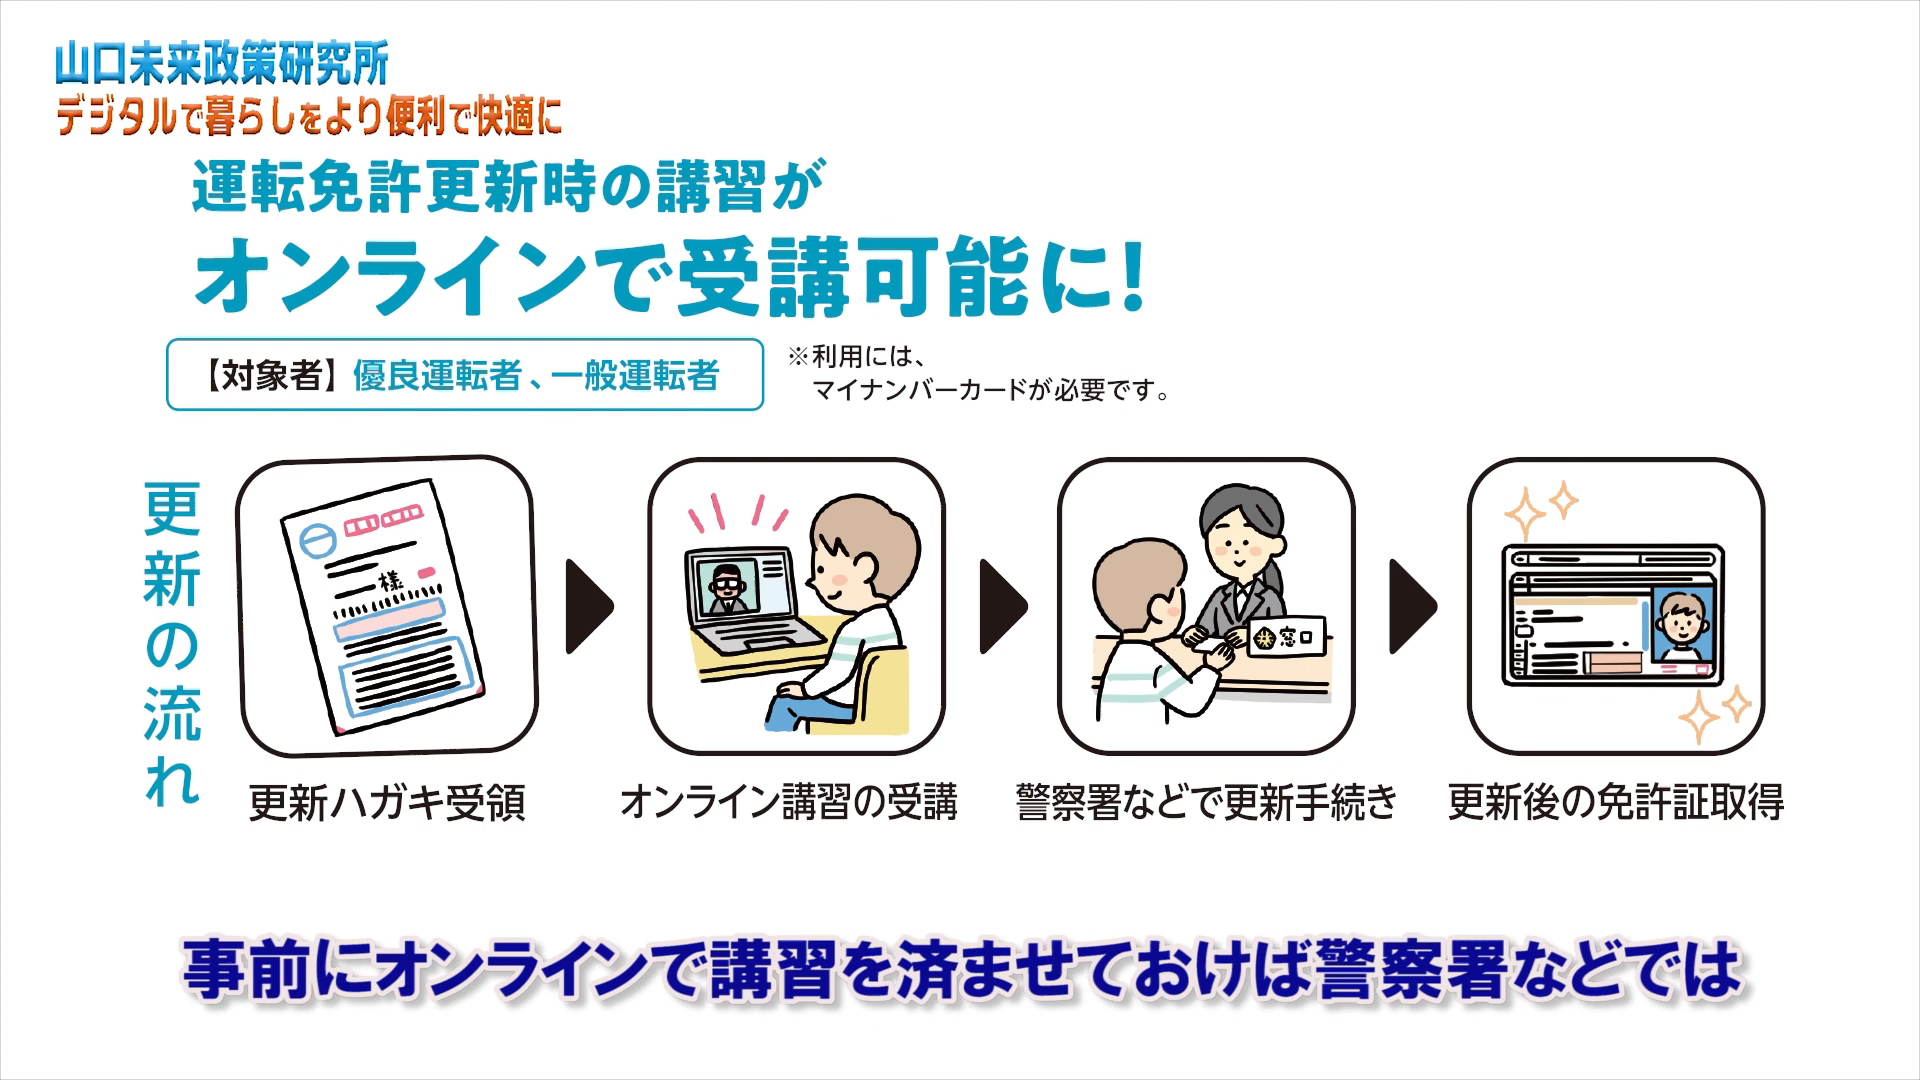 山口未来政策研究所
デジタルで暮らしをより便利で快適に
運転免許更新時の講習が
オンラインで受講可能に!
【対象者】優良運転者、一般運転者
※利用には、
マイナンバーカードが必要です。
更新の流れ
様
窓口
更新ハガキ受領
オンライン講習の受講
警察署などで更新手続き
更新後の免許証取得
事前にオンラインで講習を済ませておけば警察署などでは